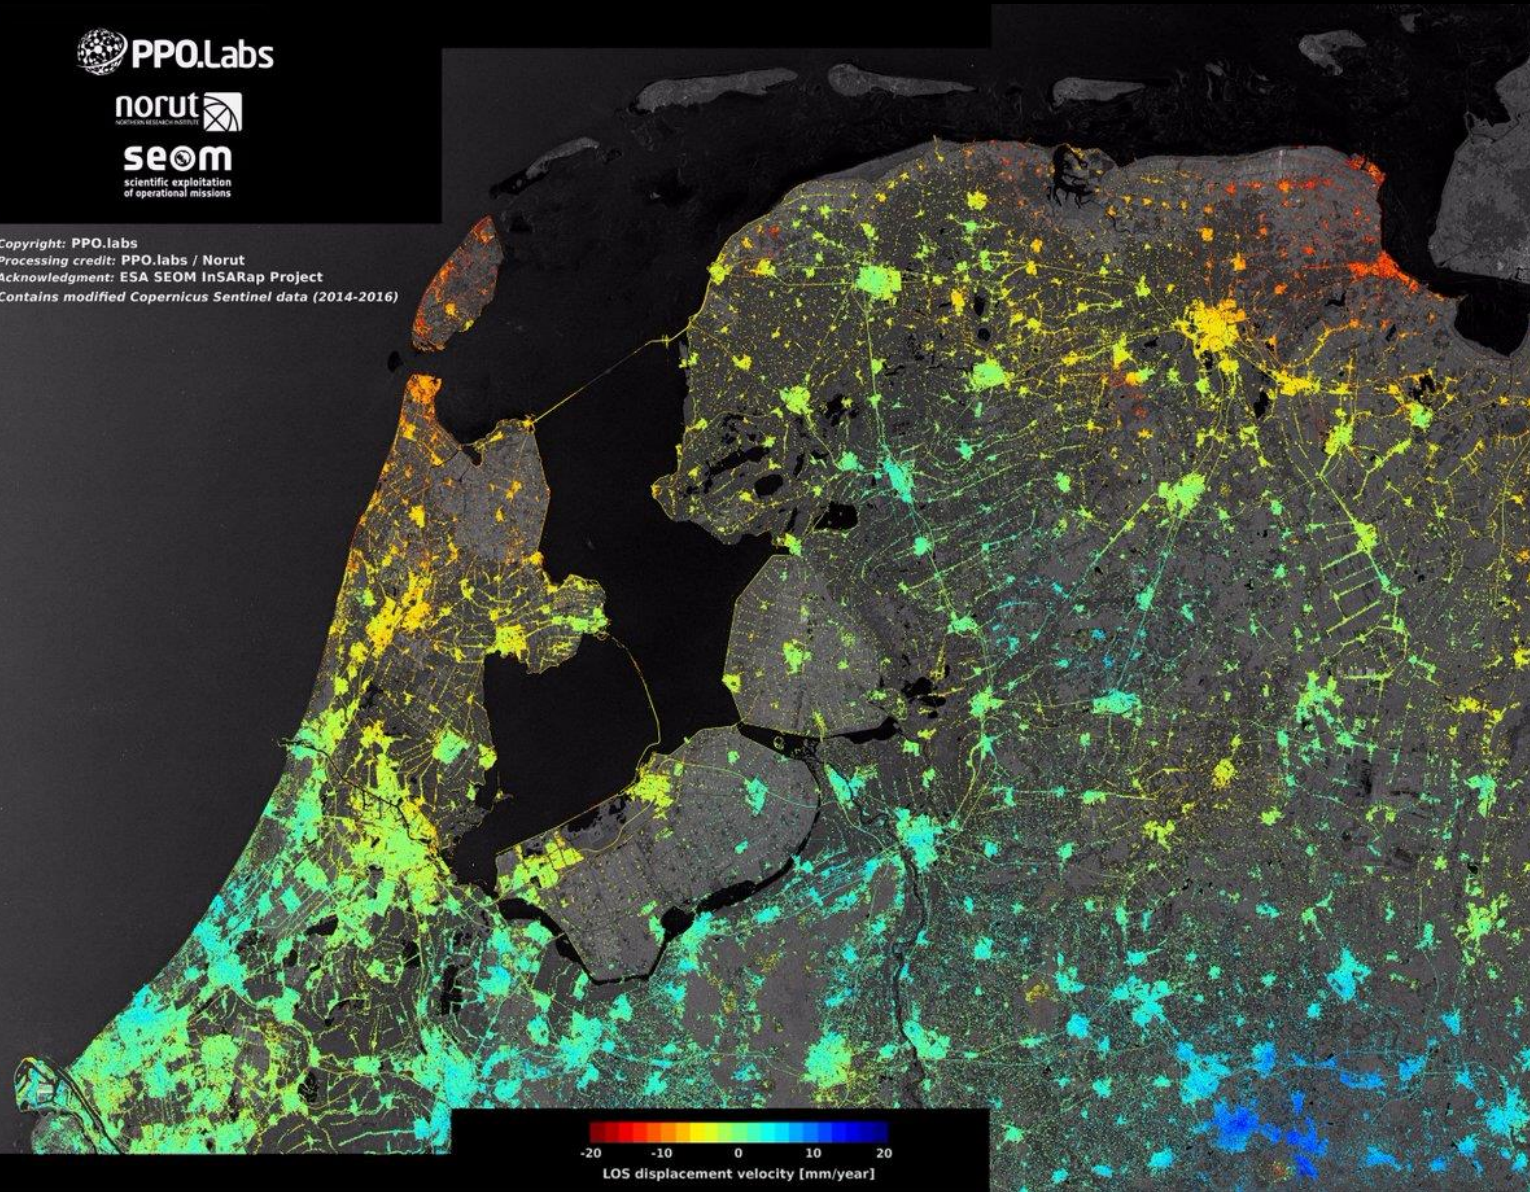 PPO.Labs
norut
NORTHERN RESEARCH INSTITUTE
seom
scientific exploitation
of operational missions
Copyright: PPO.labs
Processing credit: PPO.labs / Norut
Acknowledgment: ESA SEOM InSARap Project
Contains modified Copernicus Sentinel data (2014-2016)
-20 -10 0 10 20
LOS displacement velocity [mm/year]